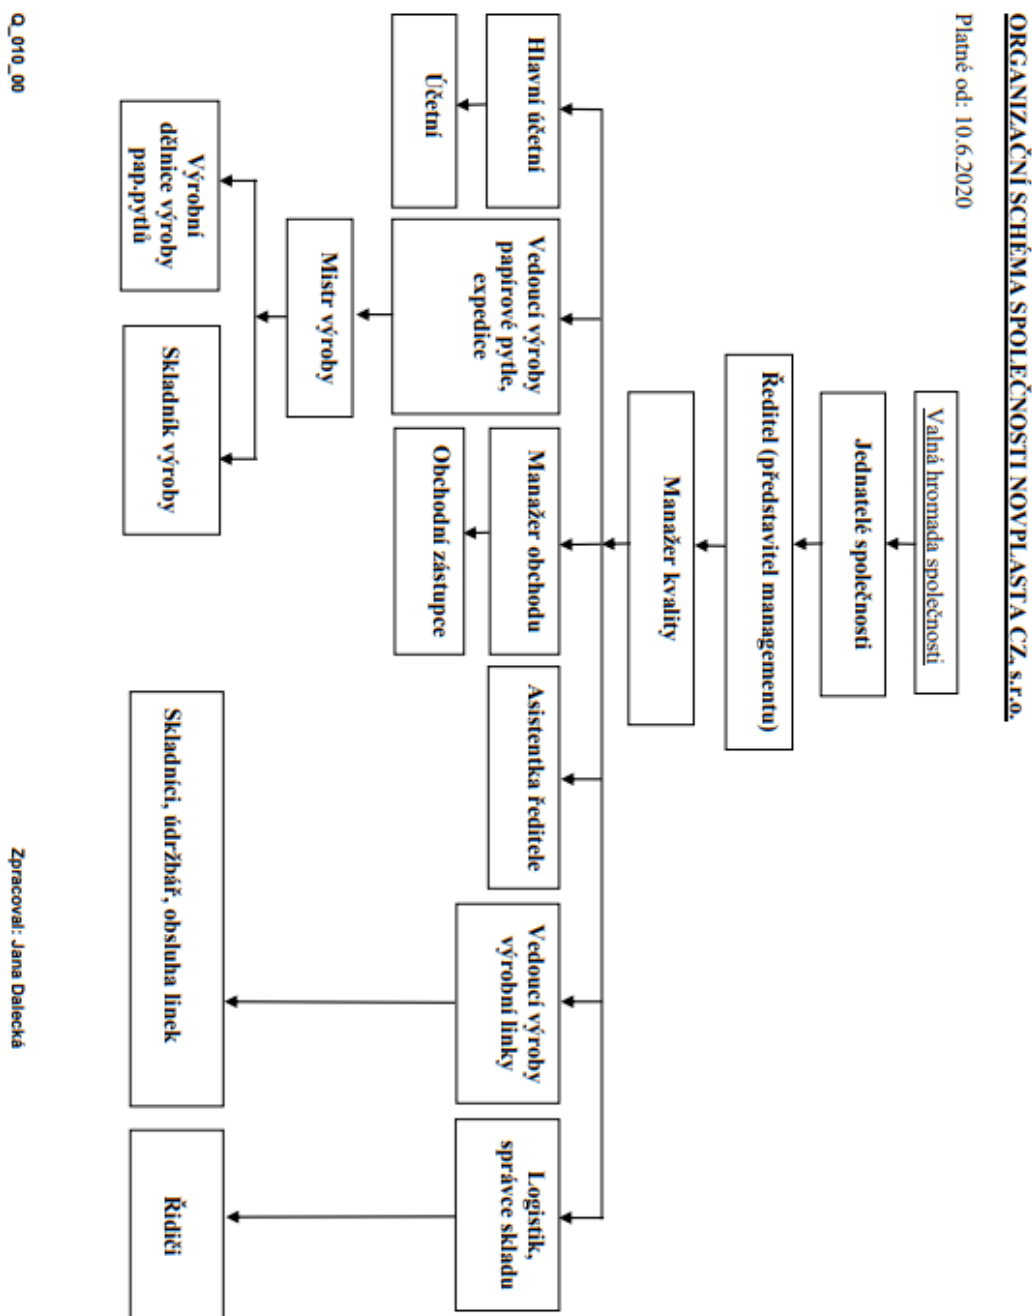 ORGANIZAČNÍ SCHÉMA SPOLEČNOSTI NOVPLASTA CZ, s.r.o.
Platné od: 10.6.2020
Valná hromada společnosti
Jednatelé společnosti
Ředitel (představitel managementu)
Manažer kvality
Hlavní účetní
Účetní
Vedoucí výroby
papírové pytle,
expedice
Mistr výroby
Výrobní
dělnice výroby
pap.pytlů
Skladník výroby
Manažer obchodu
Obchodní zástupce
Asistentka ředitele
Vedoucí výroby
výrobní linky
Skladníci, údržbář, obsluha linek
Logistik,
správce skladu
Řidiči
Q_010_00
Zpracoval: Jana Dalecká